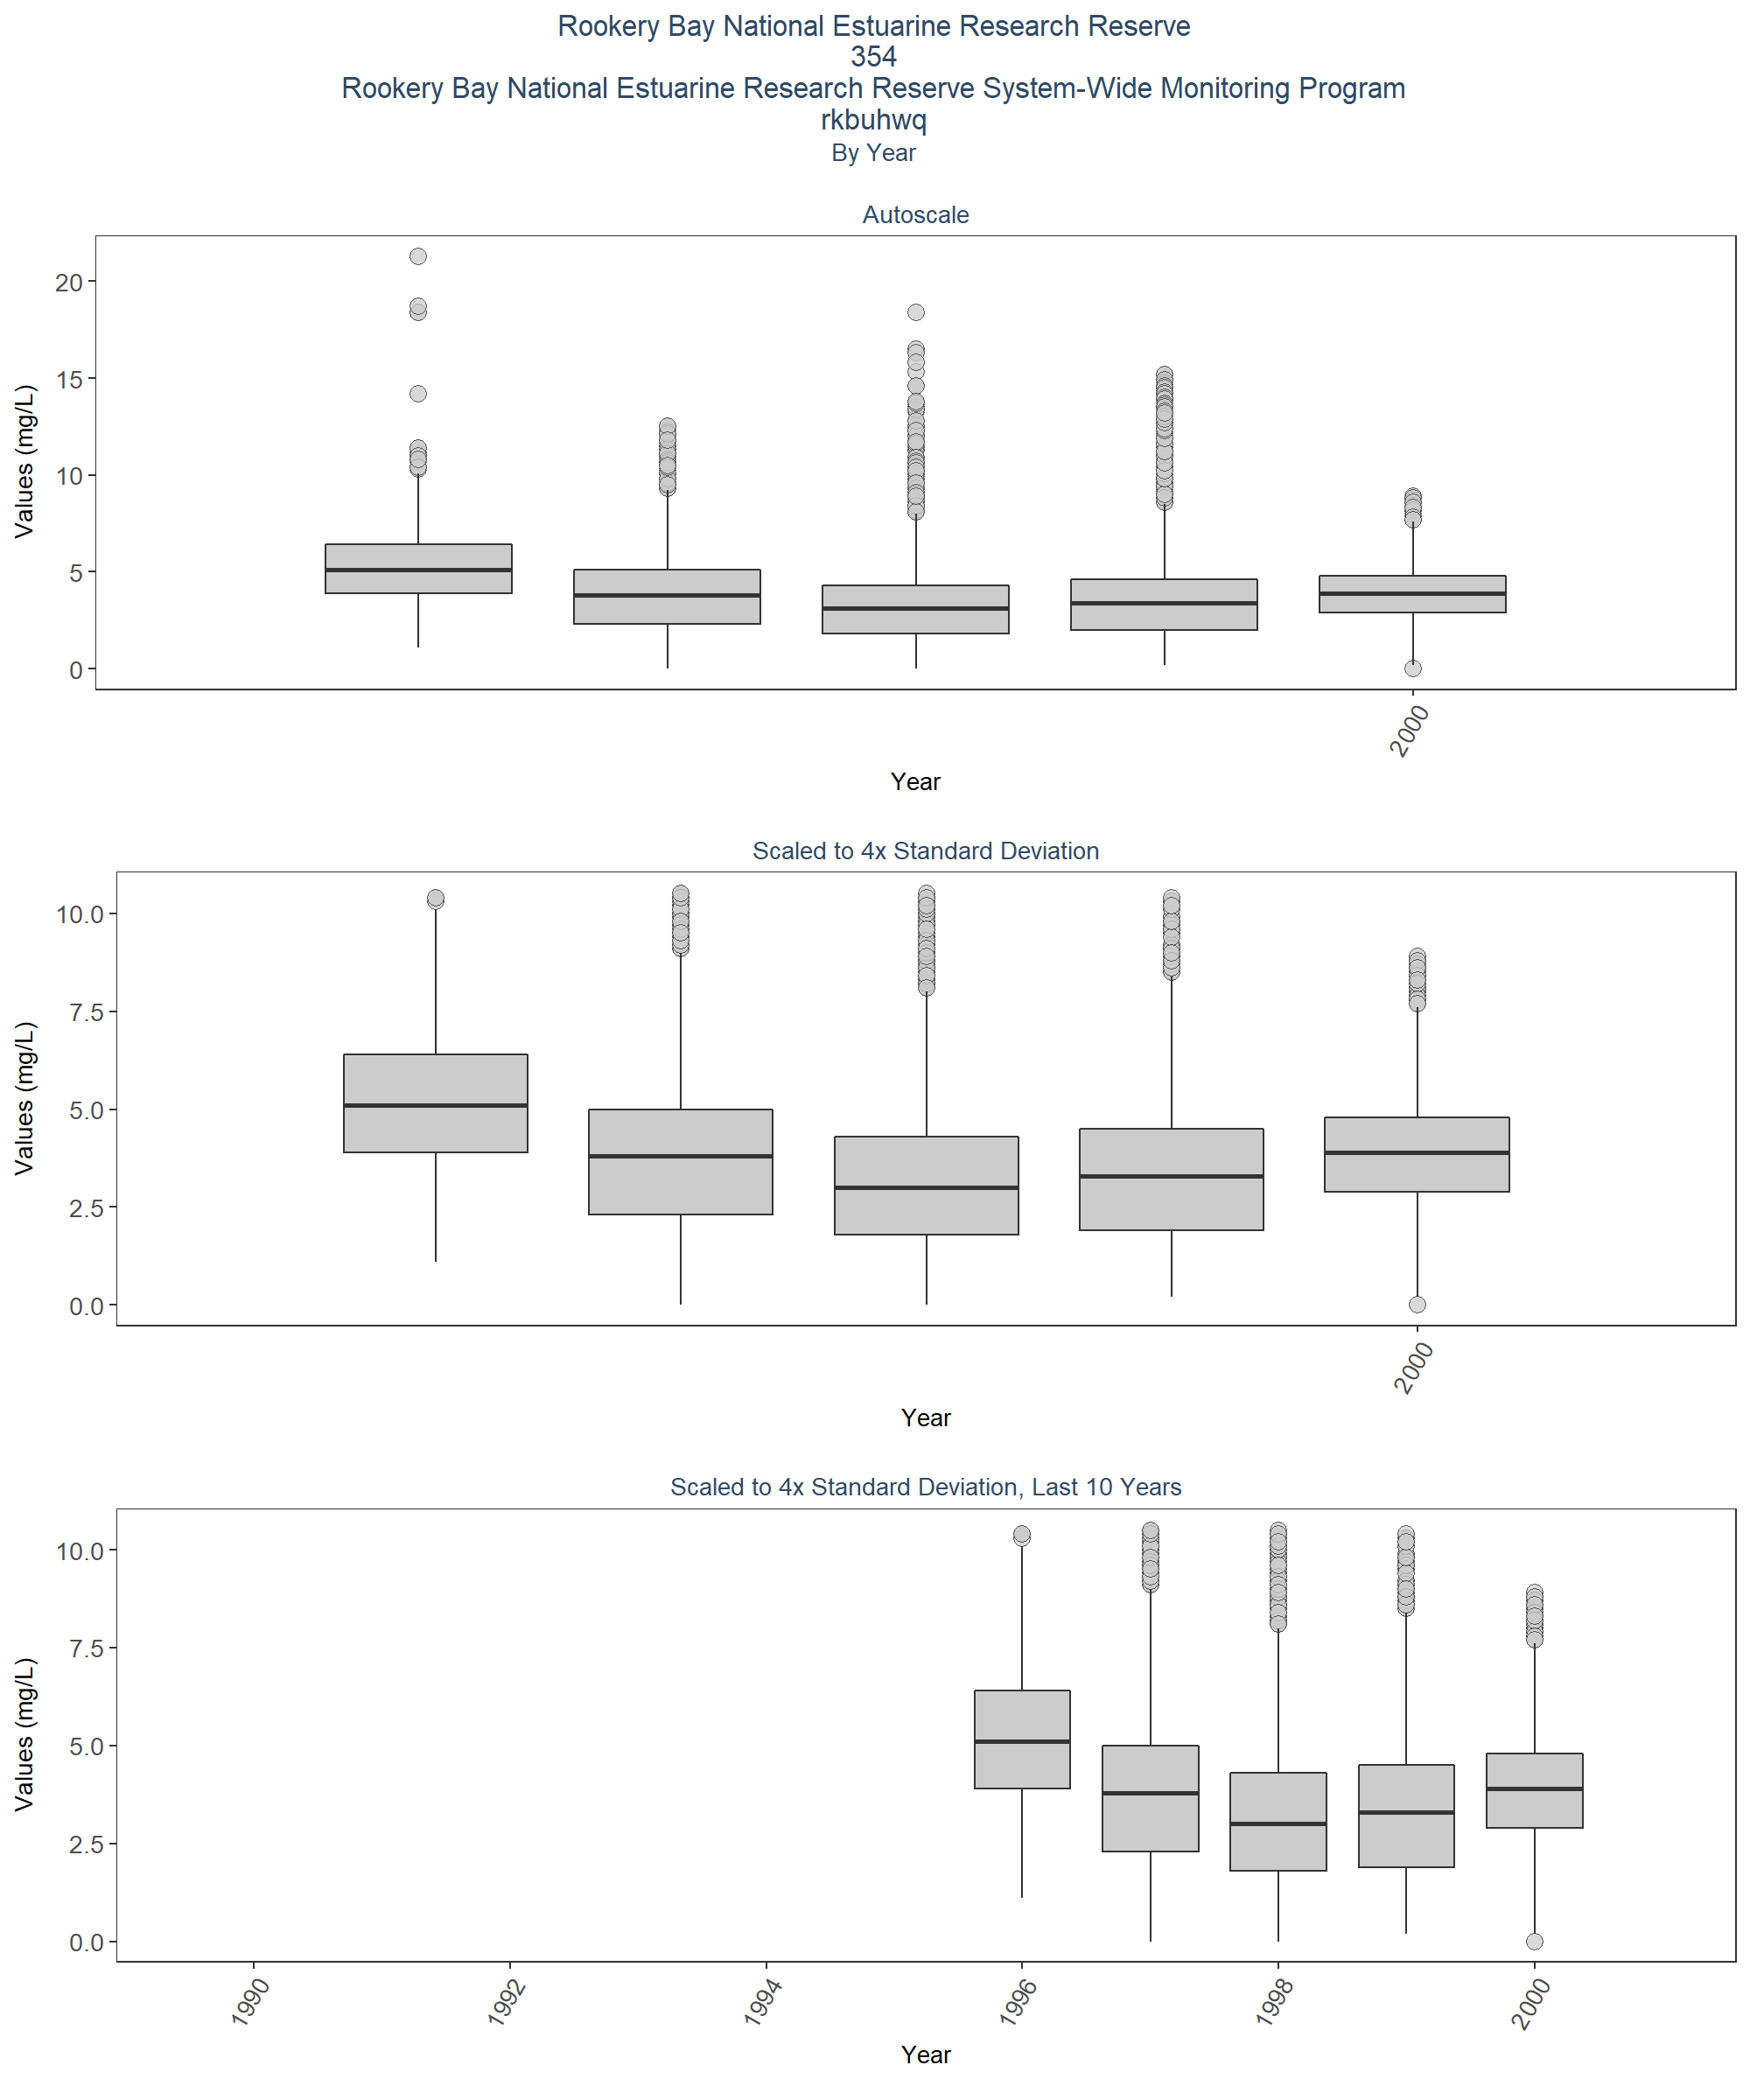 Rookery Bay National Estuarine Research Reserve
354
Rookery Bay National Estuarine Research Reserve System-Wide Monitoring Program
rkbuhwq
By Year
Autoscale
Values (mg/L)
20
15
10
5
0
2000
Year
Scaled to 4x Standard Deviation
Values (mg/L)
10.0
7.5
5.0
2.5
0.0
2000
Year
Scaled to 4x Standard Deviation, Last 10 Years
Values (mg/L)
10.0
7.5
5.0
2.5
0.0
1990
1992
1994
1996
1998
2000
Year